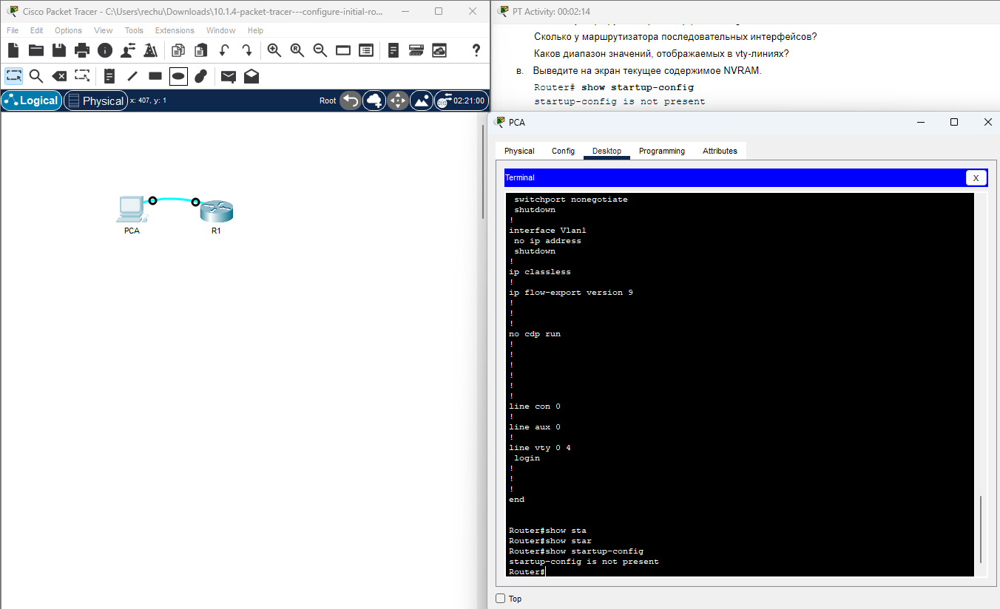 Cisco Packet Tracer - C:\Users\rechu\Downloads\10.1.4-packet-tracer---configure-initial-ro...
File Edit Options View Tools Extensions Window Help
Logical Physical x: 407, y: 1 Root 02:21:00
PCA
R1
PT Activity: 00:02:14
Сколько у маршрутизатора последовательных интерфейсов?
Каков диапазон значений, отображаемых в vty-линиях?
в. Выведите на экран текущее содержимое NVRAM.
Router# show startup-config
startup-config is not present
PCA
Physical Config Desktop Programming Attributes
Terminal X
switchport nonegotiate
shutdown
!
interface Vlan1
no ip address
shutdown
!
ip classless
!
ip flow-export version 9
!
!
!
no cdp run
!
!
!
!
!
!
line con 0
!
line aux 0
!
line vty 0 4
login
!
!
!
end
Router#show sta
Router#show star
Router#show startup-config
startup-config is not present
Router#
Top